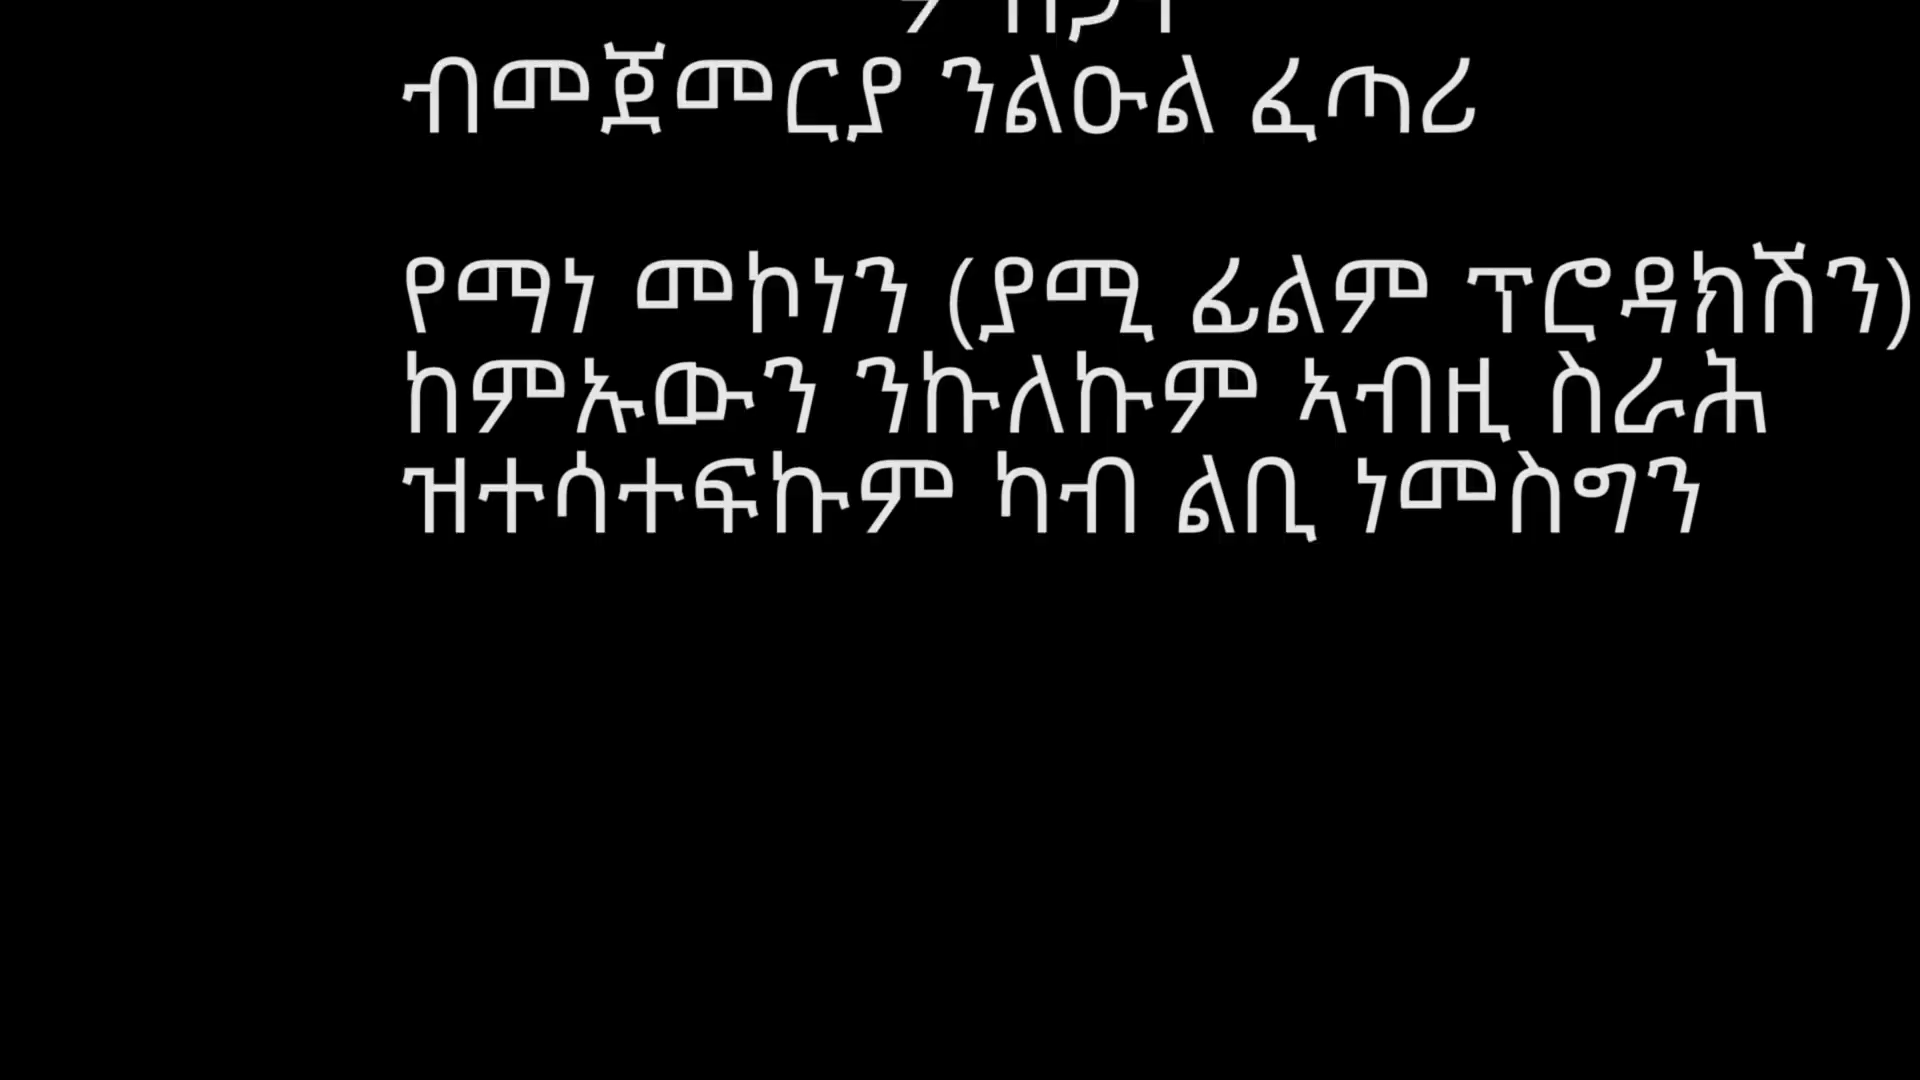 ብመጀመርያ ንልዑል ፈጣሪ
የማነ መኮነን (ያሚ ፊልም ፕሮዳክሽን)
ከምኡውን ንኩለኩም ኣብዚ ስራሕ
ዝተሳተፍኩም ካብ ልቢ ነመስግን